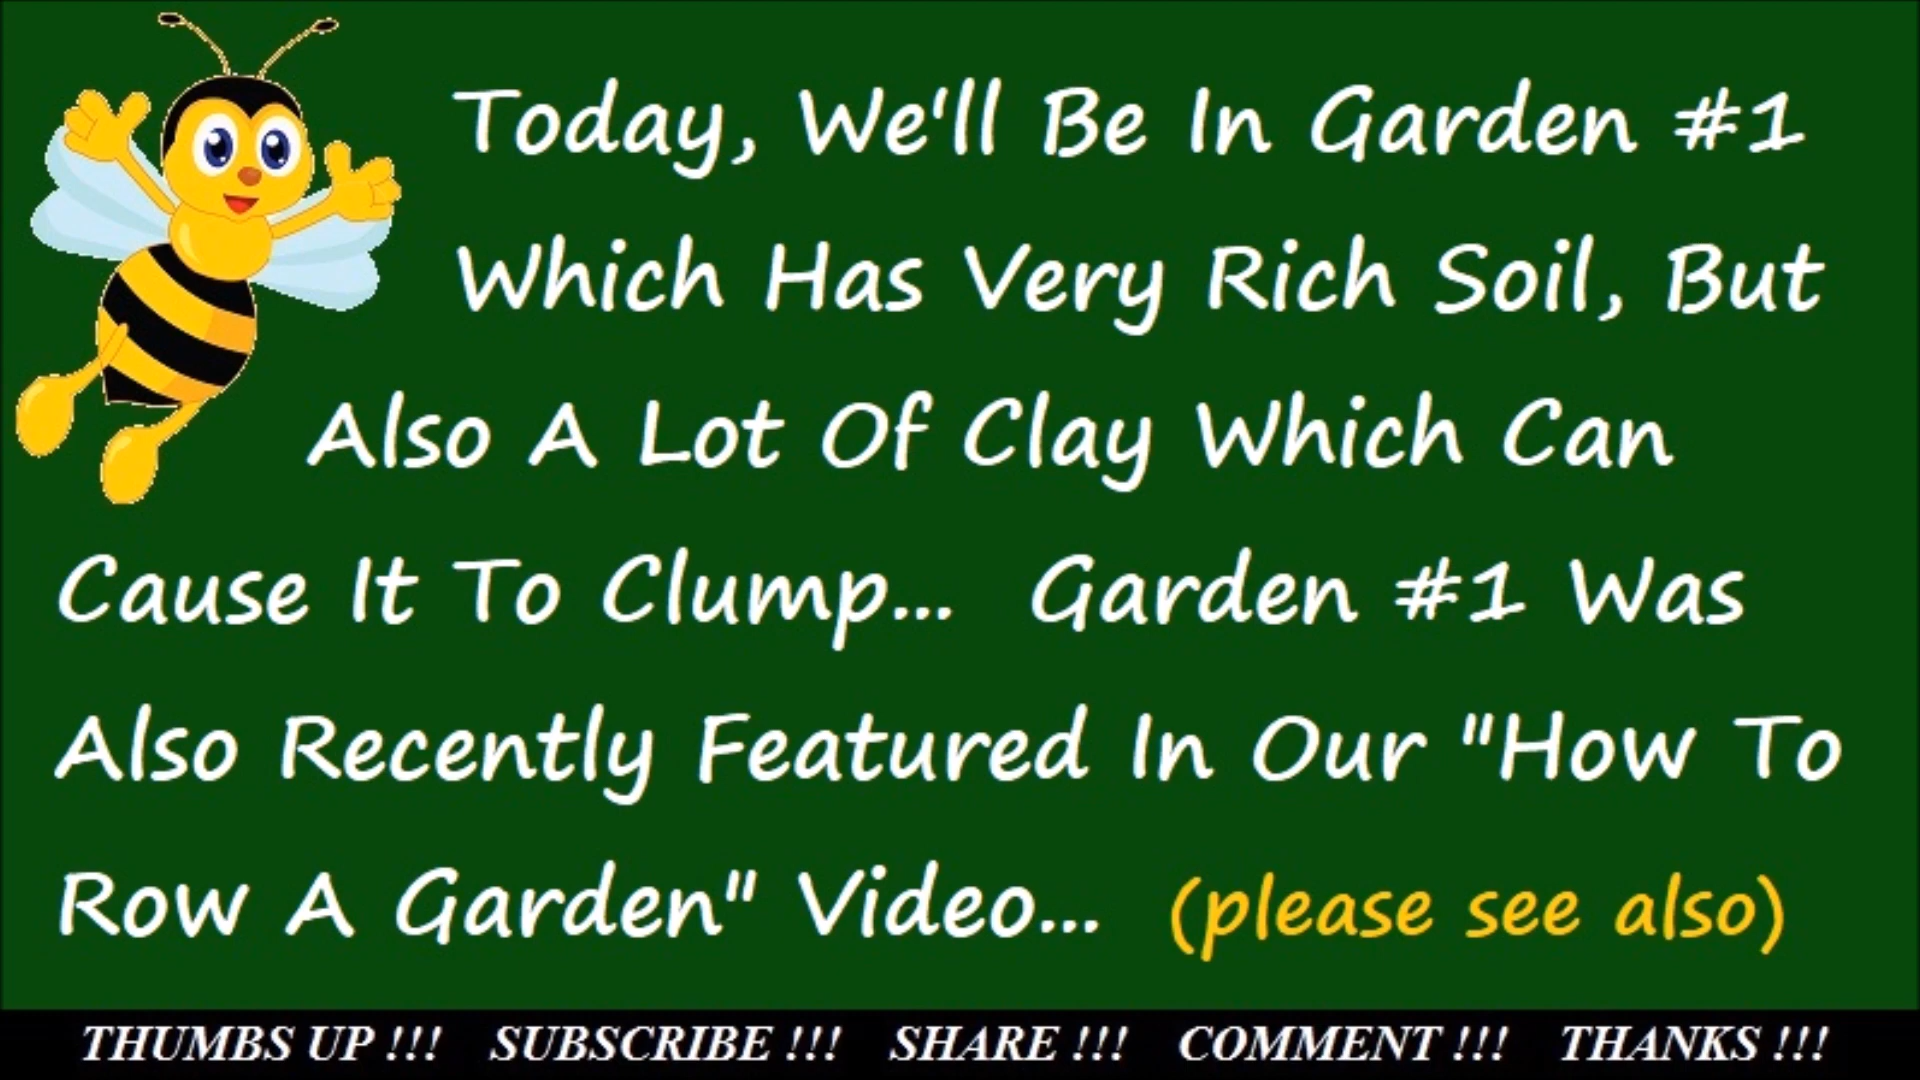 Today, We'll Be In Garden #1
Which Has Very Rich Soil, But
Also A Lot Of Clay Which Can
Cause It To Clump... Garden #1 Was
Also Recently Featured In Our "How To
Row A Garden" Video... (please see also)
THUMBS UP !!! SUBSCRIBE !!! SHARE !!! COMMENT !!! THANKS !!!